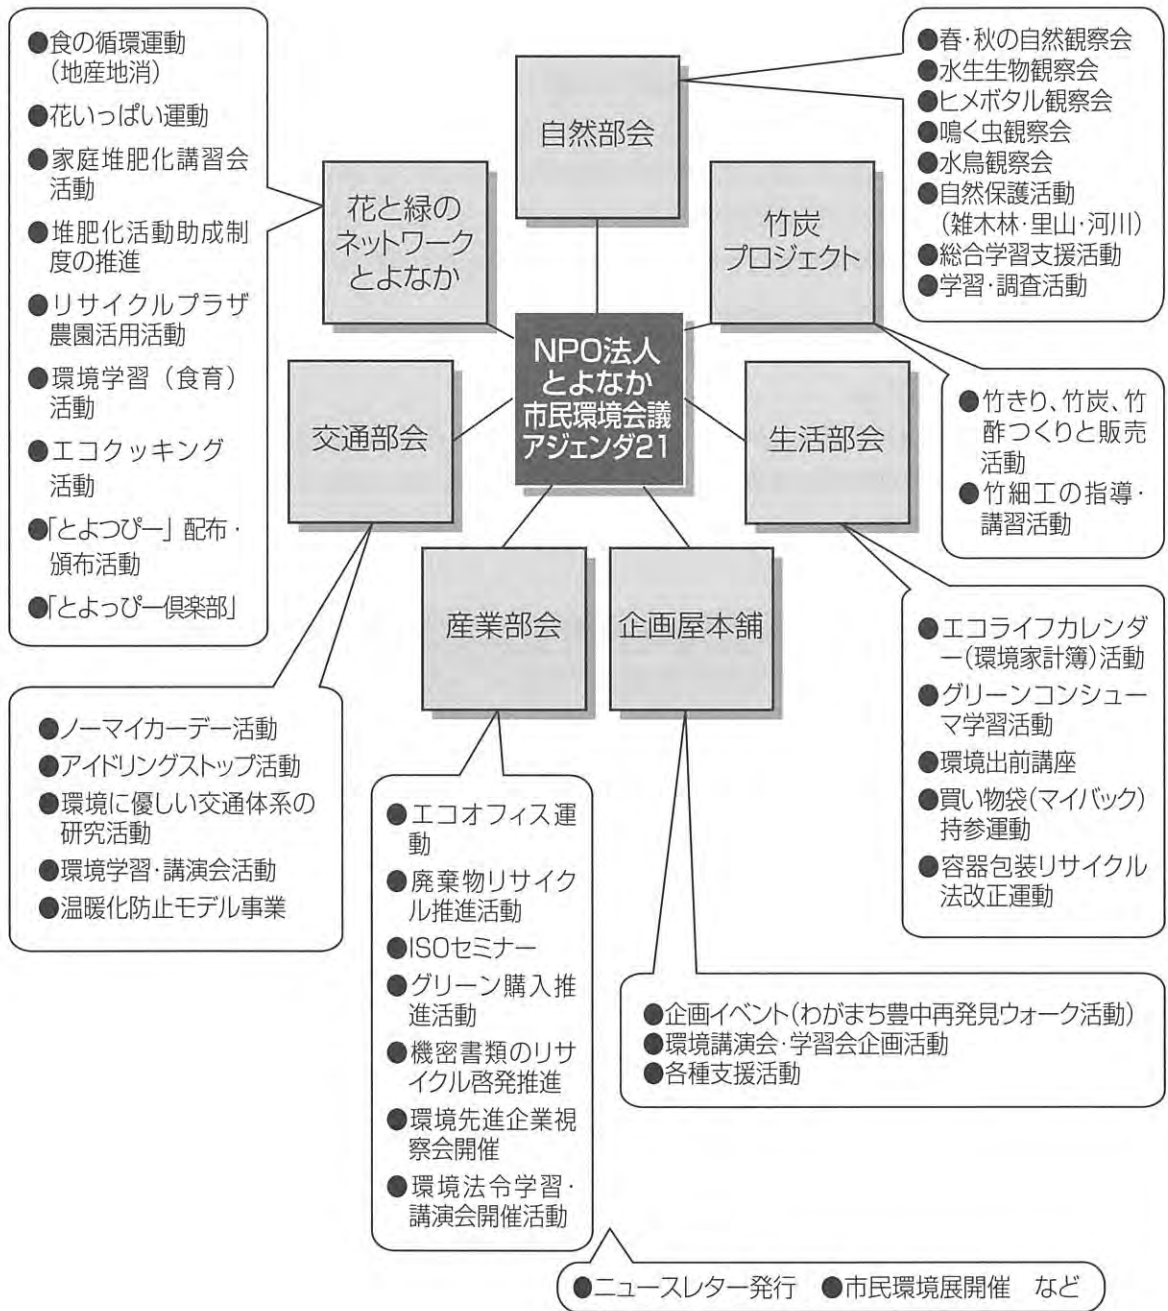 ●食の循環運動
(地産地消)
●花いっぱい運動
●家庭堆肥化講習会
活動
●堆肥化活動助成制
度の推進
●リサイクルプラザ
農園活用活動
●環境学習（食育）
活動
●エコクッキング
活動
●「とよつぴー」配布・
頒布活動
●「とよっぴー倶楽部」
自然部会
●春・秋の自然観察会
●水生生物観察会
●ヒメボタル観察会
●鳴く虫観察会
●水鳥観察会
●自然保護活動
(雑木林・里山・河川)
●総合学習支援活動
●学習・調査活動
花と緑の
ネットワーク
とよなか
竹炭
プロジェクト
NPO法人
とよなか
市民環境会議
アジェンダ21
●竹きり、竹炭、竹
酢つくりと販売
活動
●竹細工の指導・
講習活動
交通部会
生活部会
産業部会
企画屋本舗
●エコライフカレンダ
ー(環境家計簿)活動
●グリーンコンシュー
マ学習活動
●環境出前講座
●買い物袋(マイバック)
持参運動
●容器包装リサイクル
法改正運動
●ノーマイカーデー活動
●アイドリングストップ活動
●環境に優しい交通体系の
研究活動
●環境学習・講演会活動
●温暖化防止モデル事業
●エコオフィス運
動
●廃棄物リサイク
ル推進活動
●ISOセミナー
●グリーン購入推
進活動
●機密書類のリサ
イクル啓発推進
●環境先進企業視
察会開催
●環境法令学習・
講演会開催活動
●企画イベント(わがまち豊中再発見ウォーク活動)
●環境講演会・学習会企画活動
●各種支援活動
●ニュースレター発行　●市民環境展開催　など